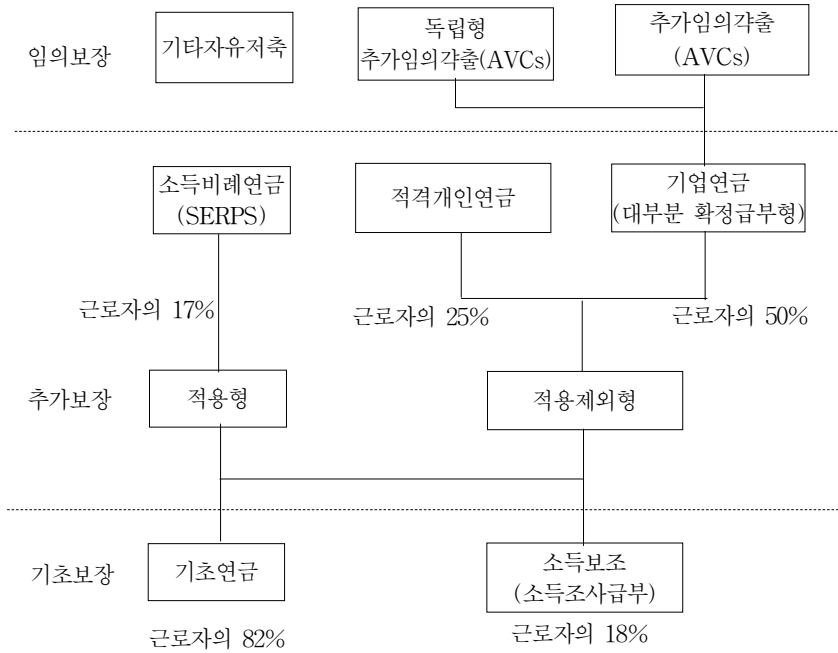 임의보장
기타자유저축
독립형
추가임의갹출(AVCs)
추가임의갹출
(AVCs)
소득비례연금
(SERPS)
적격개인연금
기업연금
(대부분 확정급부형)
근로자의 17%
근로자의 25%
근로자의 50%
추가보장
적용형
적용제외형
기초보장
기초연금
소득보조
(소득조사급부)
근로자의 82%
근로자의 18%